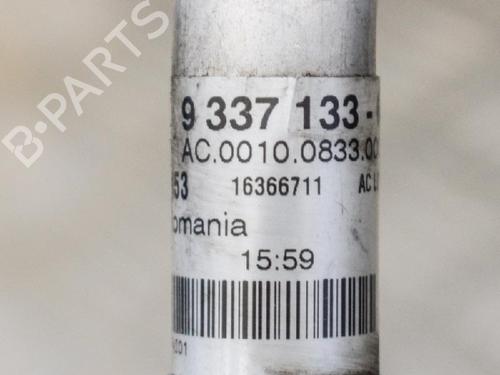 B-PARTS
9 337 133-
AC.0010.0833.0
53 16366711 AC
omania
15:59